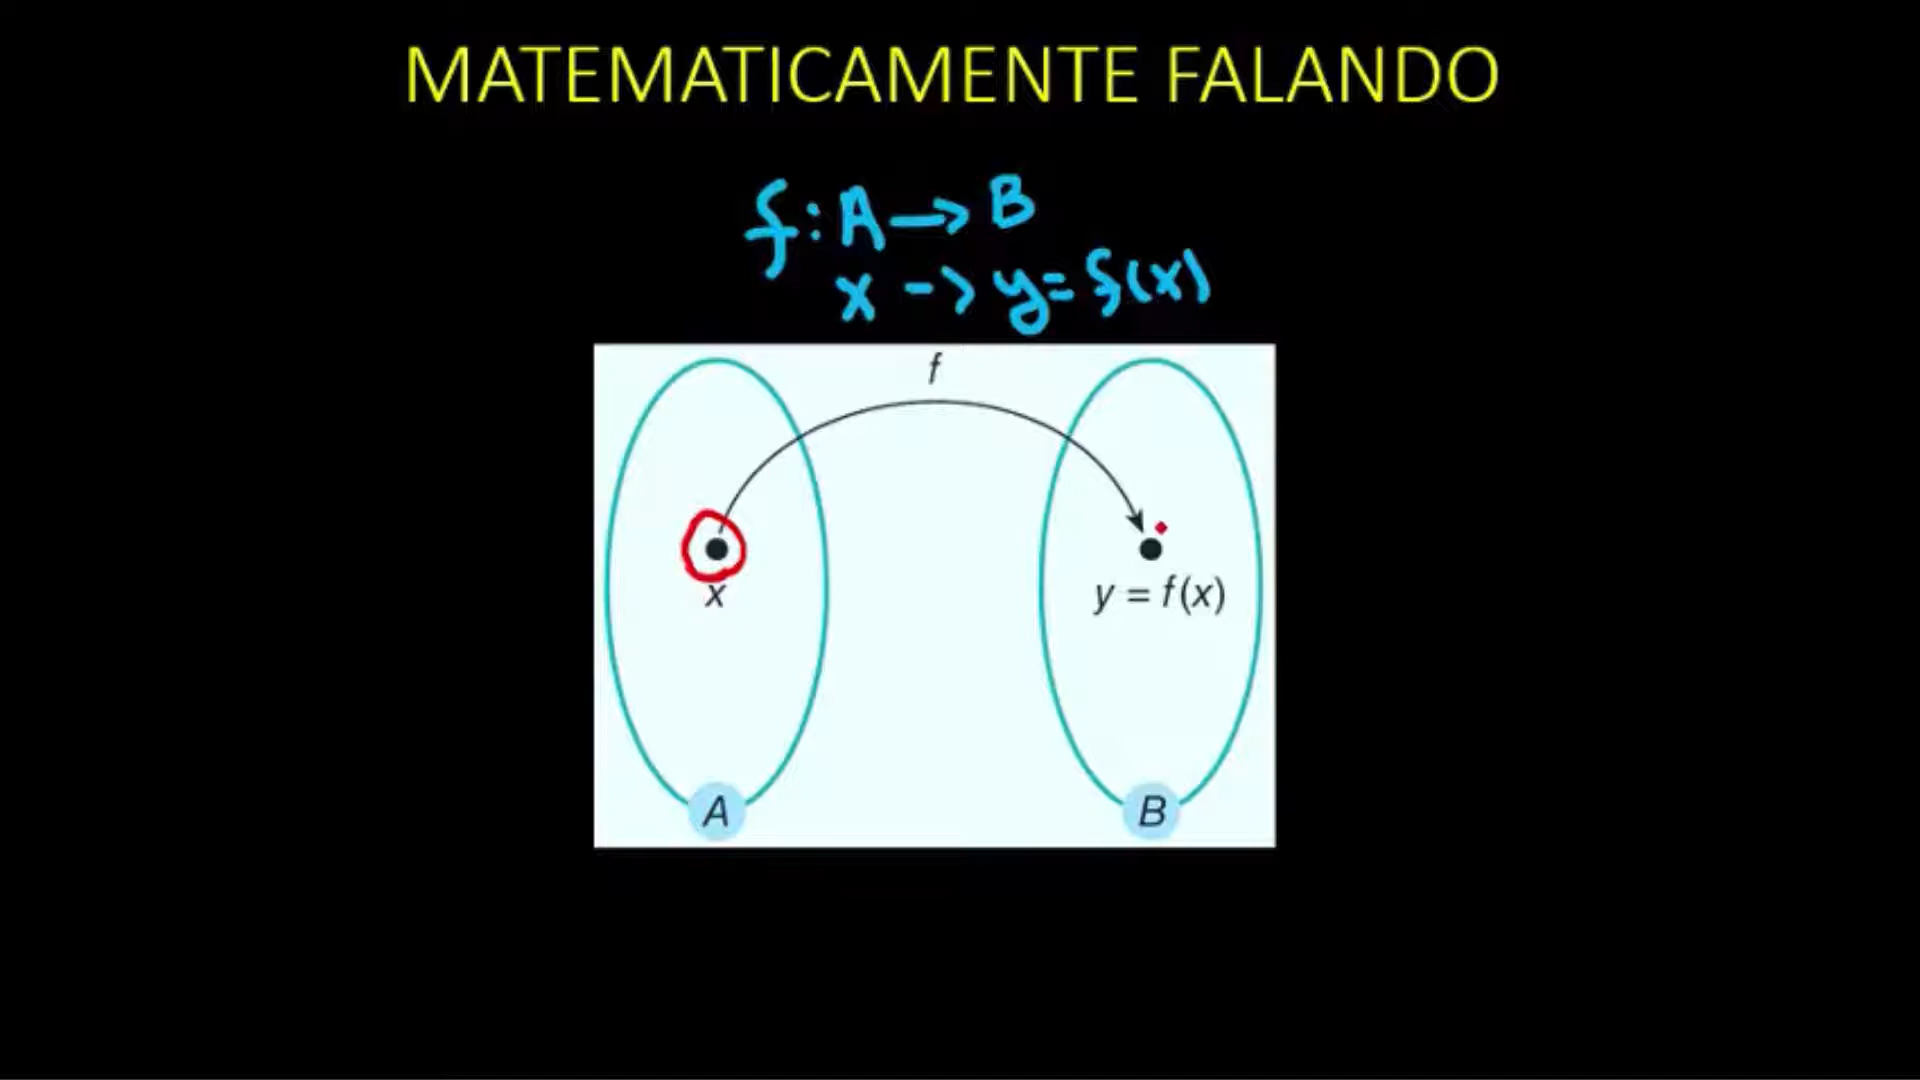 MATEMATICAMENTE FALANDO
f: A → B
x → y = f(x)
f
x
y = f(x)
A
B